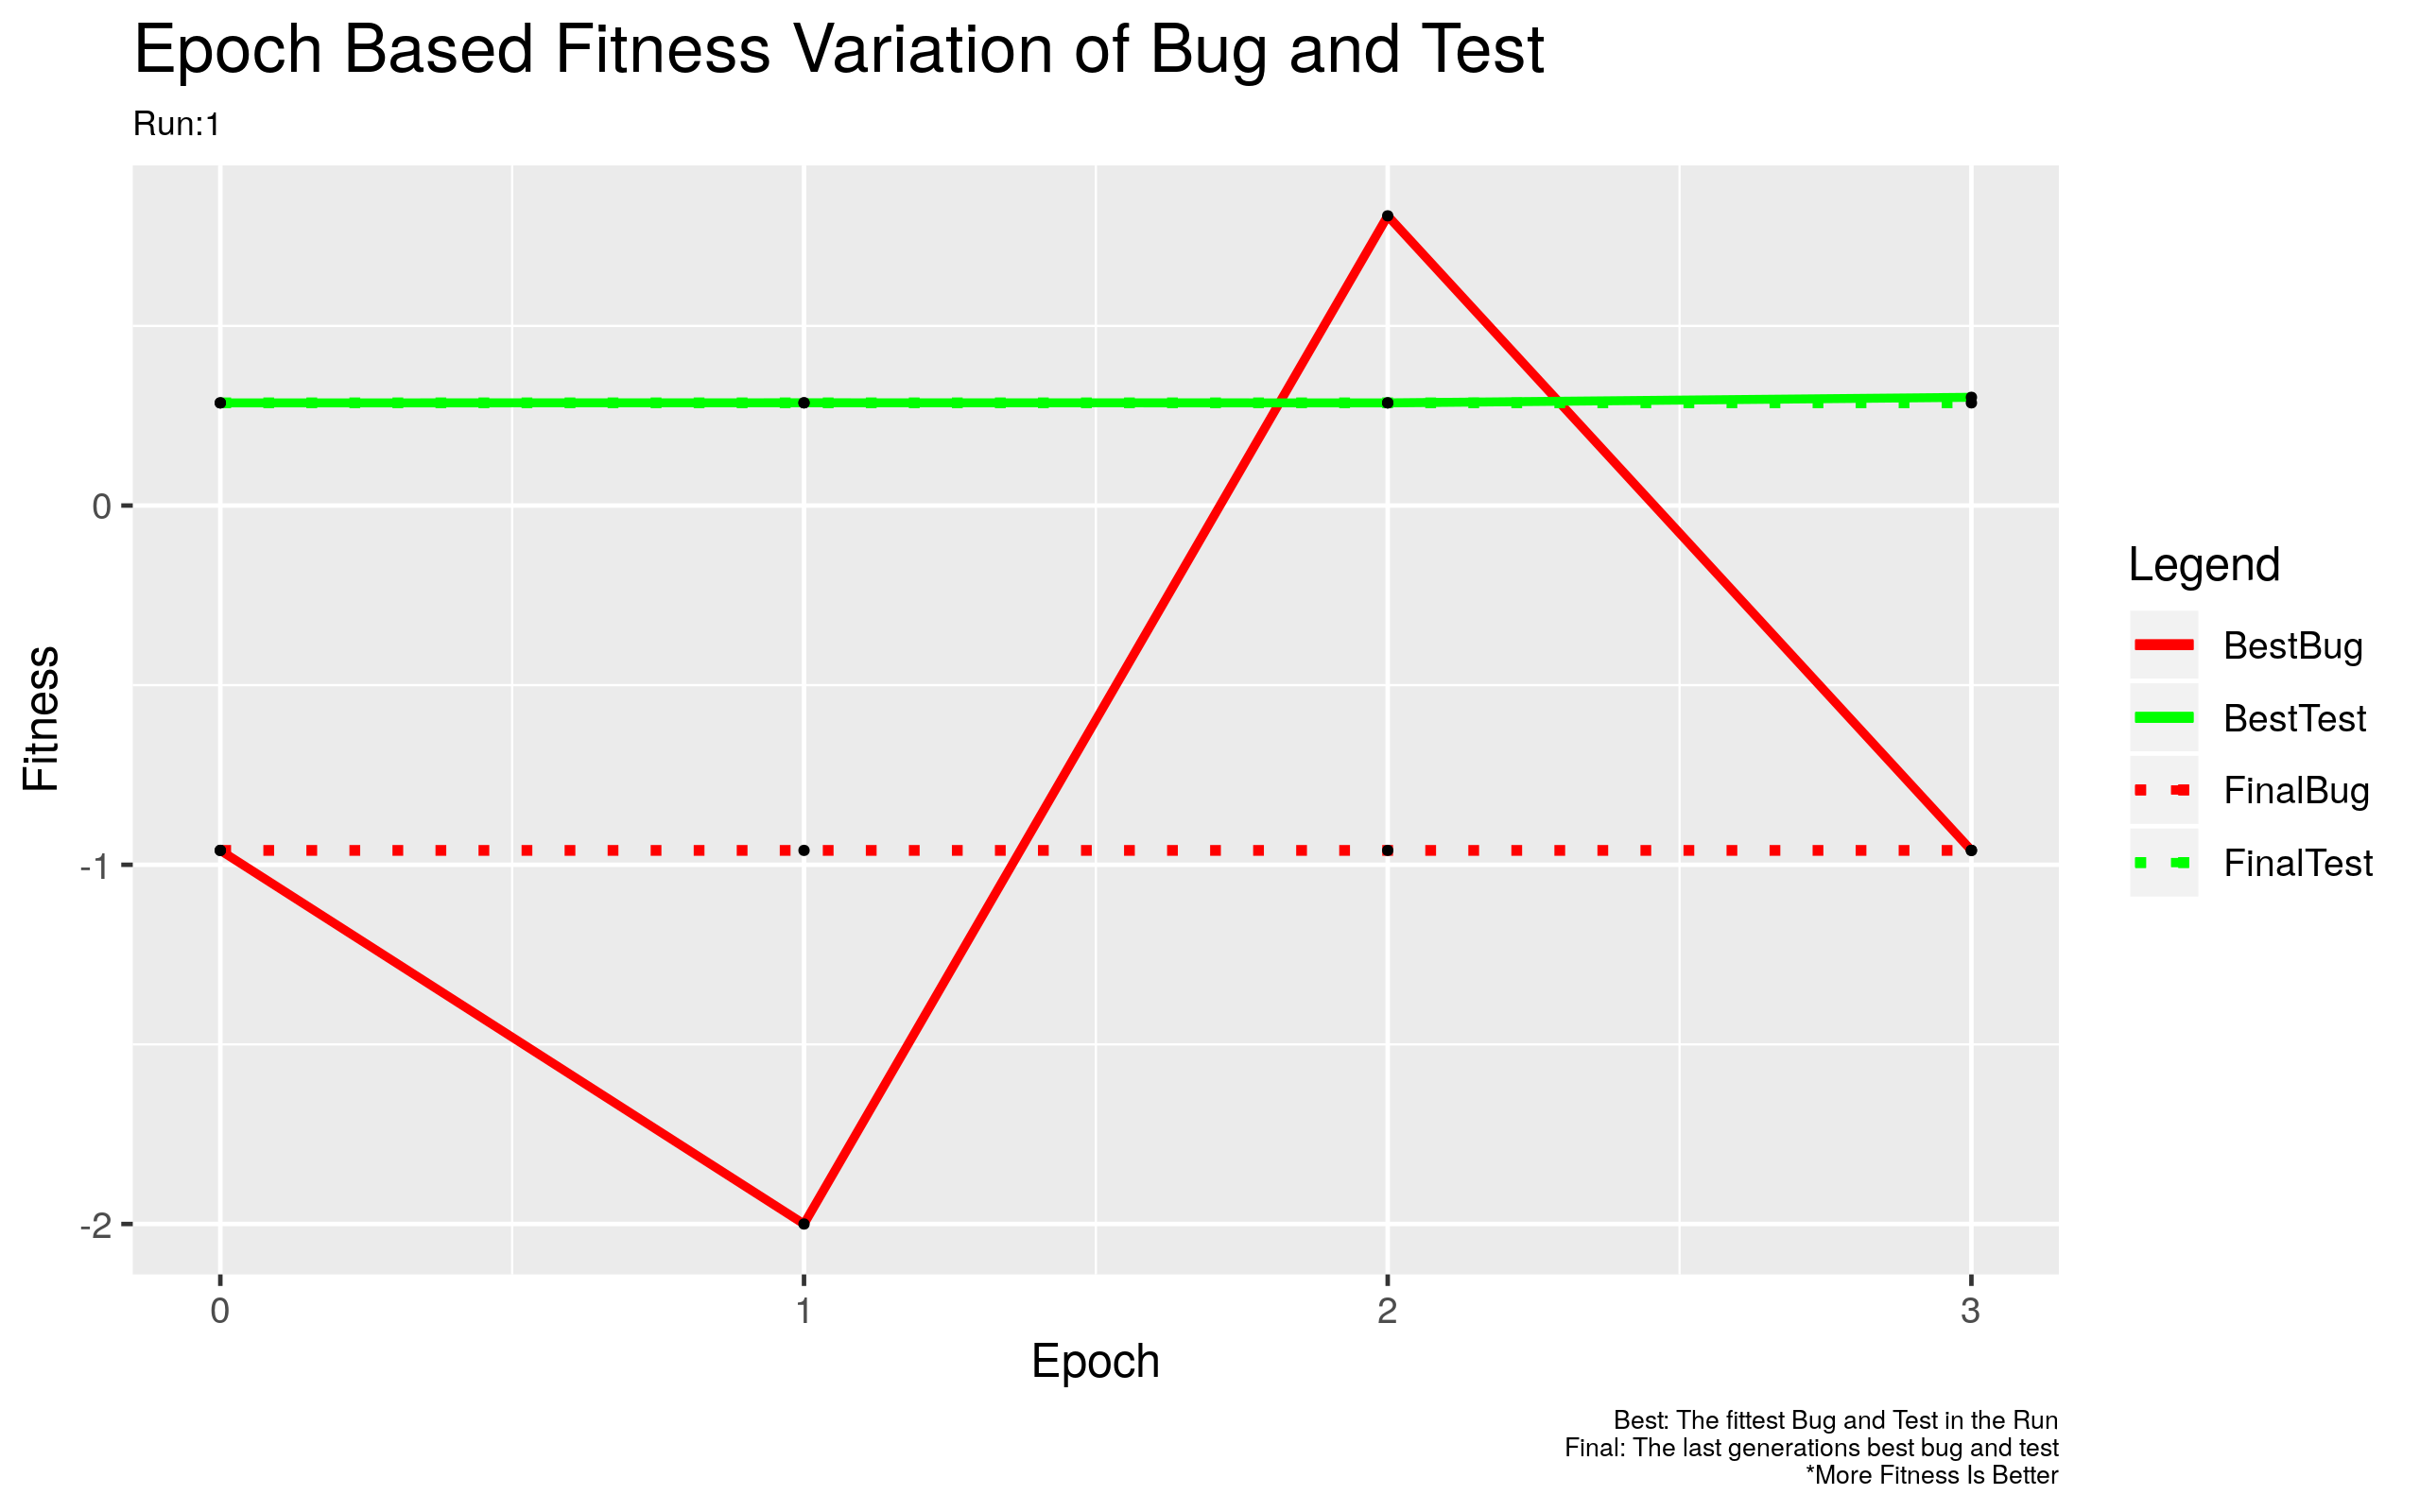 Epoch Based Fitness Variation of Bug and Test
Run:1
Fitness
0
-1
-2
0 1 2 3
Epoch
Legend
BestBug
BestTest
FinalBug
FinalTest
Best: The fittest Bug and Test in the Run
Final: The last generations best bug and test
*More Fitness Is Better